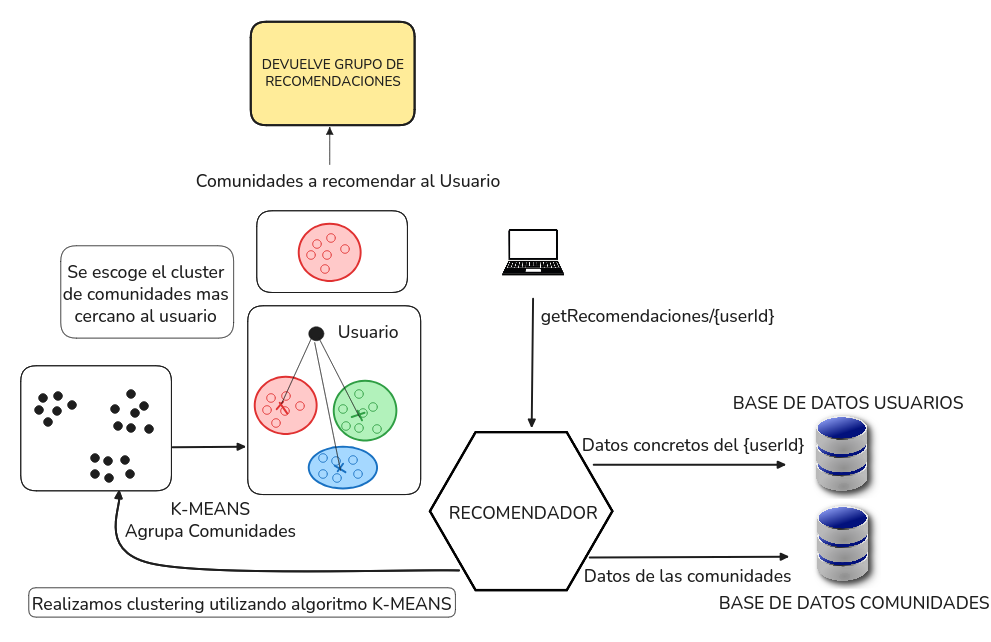 DEVUELVE GRUPO DE
RECOMENDACIONES
Comunidades a recomendar al Usuario
Se escoge el cluster
de comunidades mas
cercano al usuario
Usuario
getRecomendaciones/{userId}
BASE DE DATOS USUARIOS
Datos concretos del {userId}
K-MEANS
Agrupa Comunidades
RECOMENDADOR
Datos de las comunidades
BASE DE DATOS COMUNIDADES
Realizamos clustering utilizando algoritmo K-MEANS